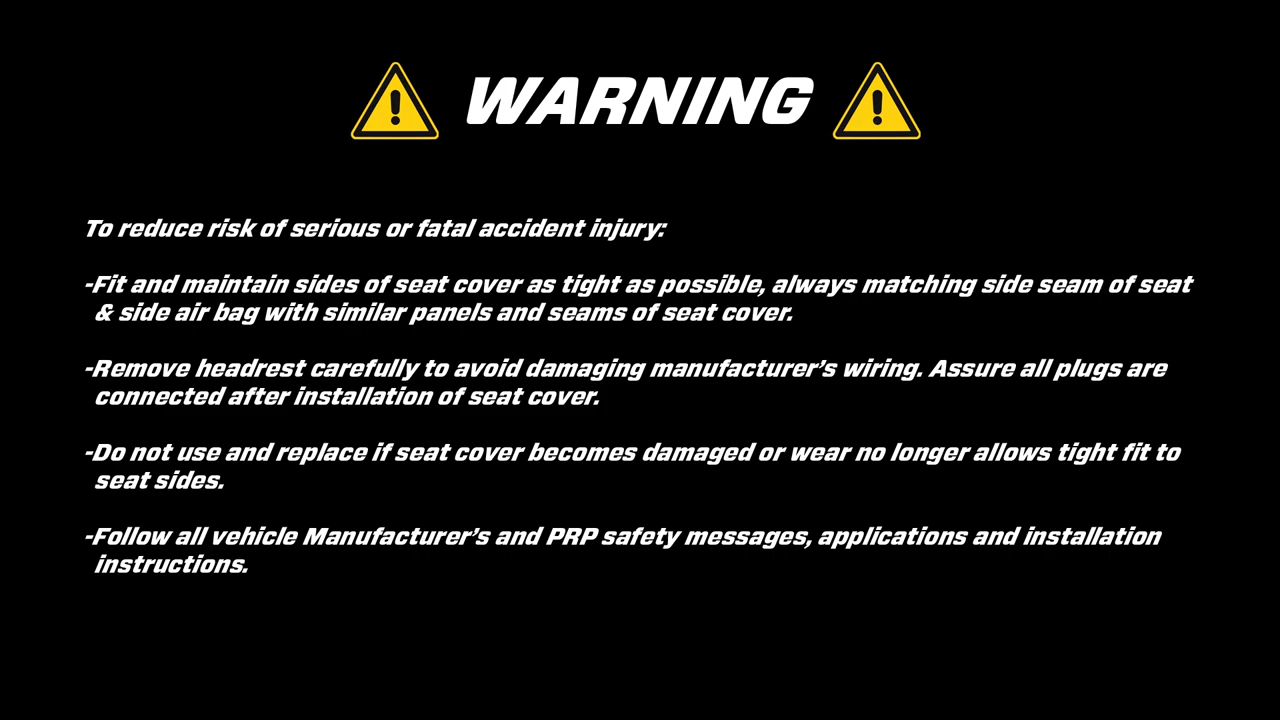 WARNING
To reduce risk of serious or fatal accident injury:
-Fit and maintain sides of seat cover as tight as possible, always matching side seam of seat
& side air bag with similar panels and seams of seat cover.
-Remove headrest carefully to avoid damaging manufacturer's wiring. Assure all plugs are
connected after installation of seat cover.
-Do not use and replace if seat cover becomes damaged or wear no longer allows tight fit to
seat sides.
-Follow all vehicle Manufacturer's and PRP safety messages, applications and installation
instructions.